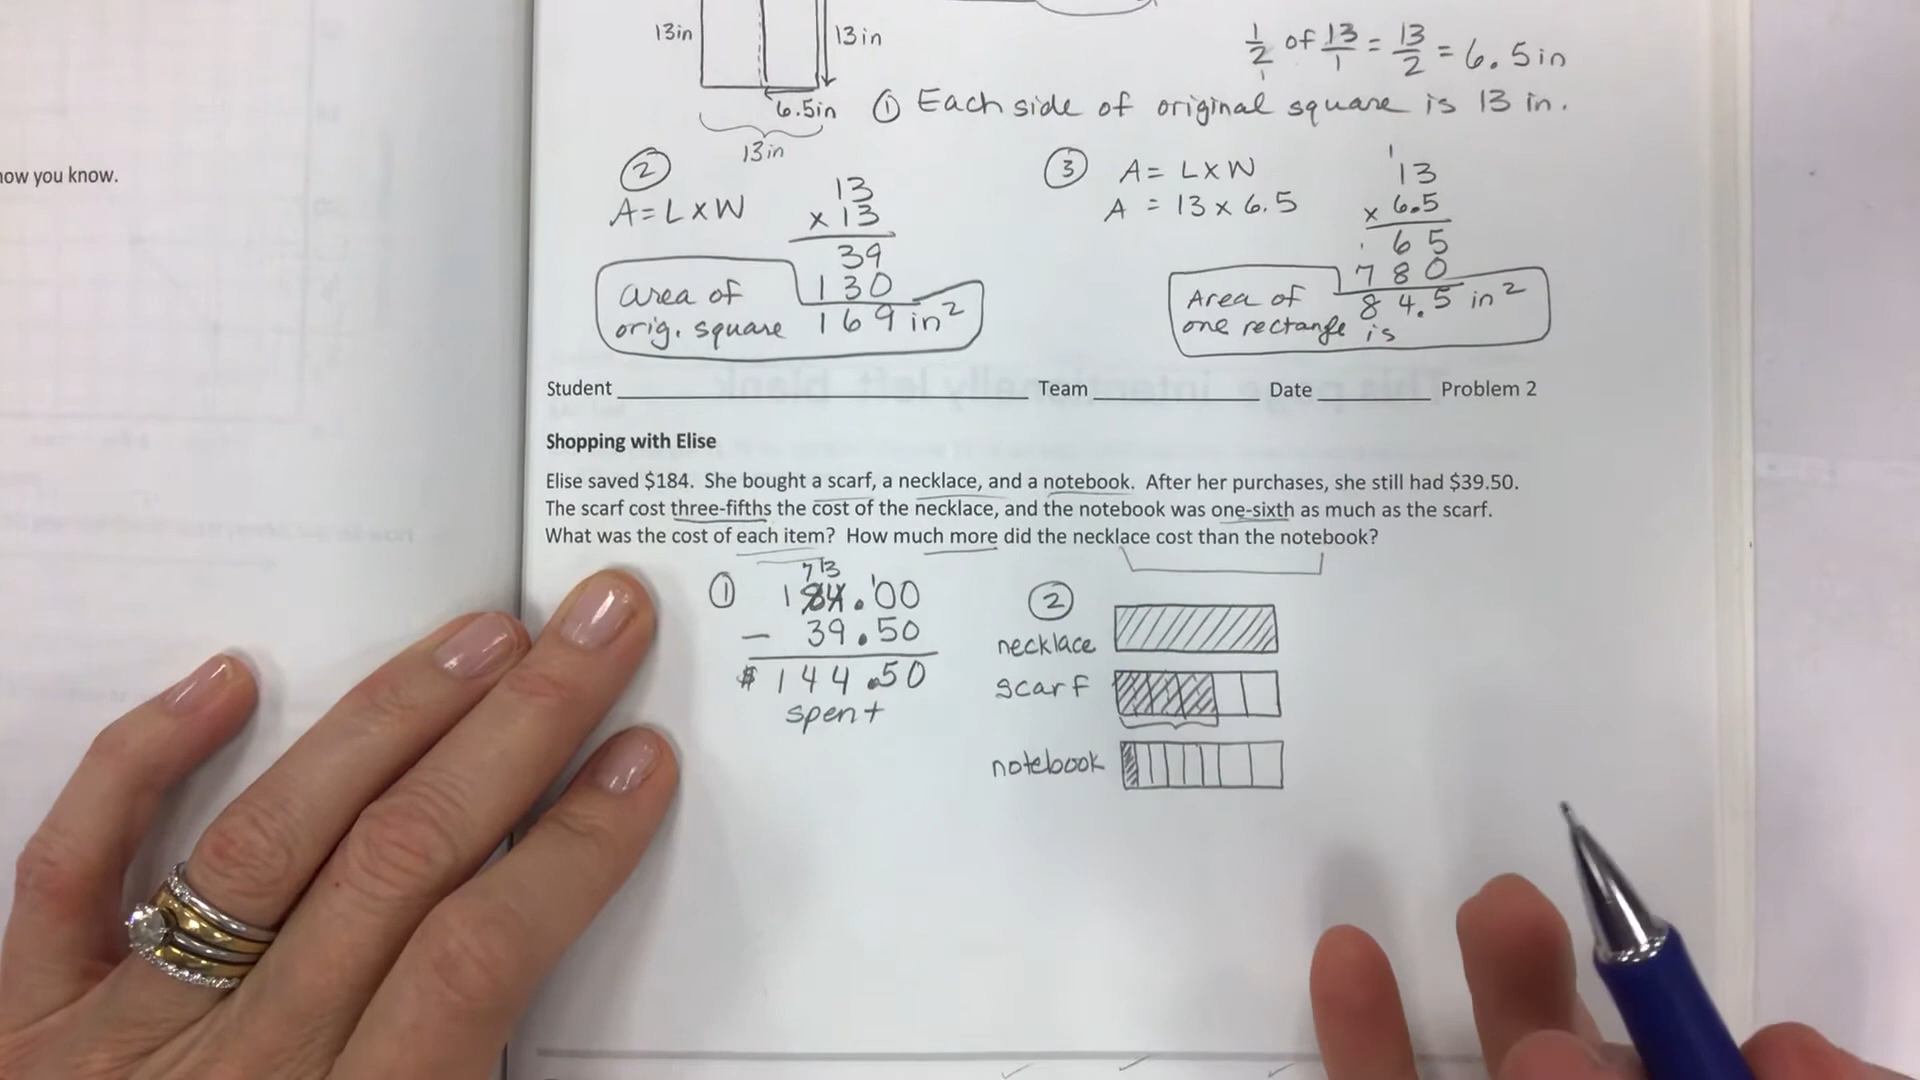 13in
13in
1/2 of 13/1 = 13/2 = 6.5in
6.5in
① Each side of original square is 13 in.
13in
②
A=LxW
13
x 13
39
130
169 in²
area of
orig. square
③ A= LxW
A = 13 x 6.5
1
13
x 6.5
65
780
84.5 in²
Area of
one rectangle is
now you know.
Student Team Date Problem 2
Shopping with Elise
Elise saved $184. She bought a scarf, a necklace, and a notebook. After her purchases, she still had $39.50.
The scarf cost three-fifths the cost of the necklace, and the notebook was one-sixth as much as the scarf.
What was the cost of each item? How much more did the necklace cost than the notebook?
①
7 13
184.00
- 39.50
$144.50
spent
②
necklace
scarf
notebook